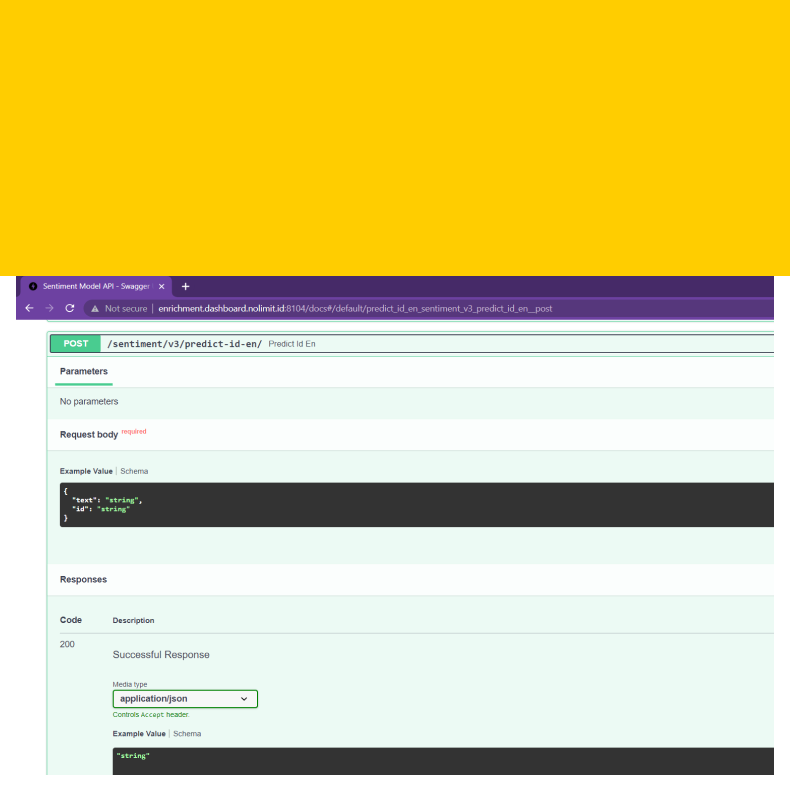 Sentiment Model API - Swagger
Not secure | enrichment.dashboard.nolimit.id:8104/docs#/default/predict_id_en_sentiment_v3_predict_id_en__post
POST /sentiment/v3/predict-id-en/ Predict Id En
Parameters
No parameters
Request body required
Example Value | Schema
{
"text": "string",
"id": "string"
}
Responses
Code Description
200
Successful Response
Media type
application/json
Controls Accept header.
Example Value | Schema
"string"